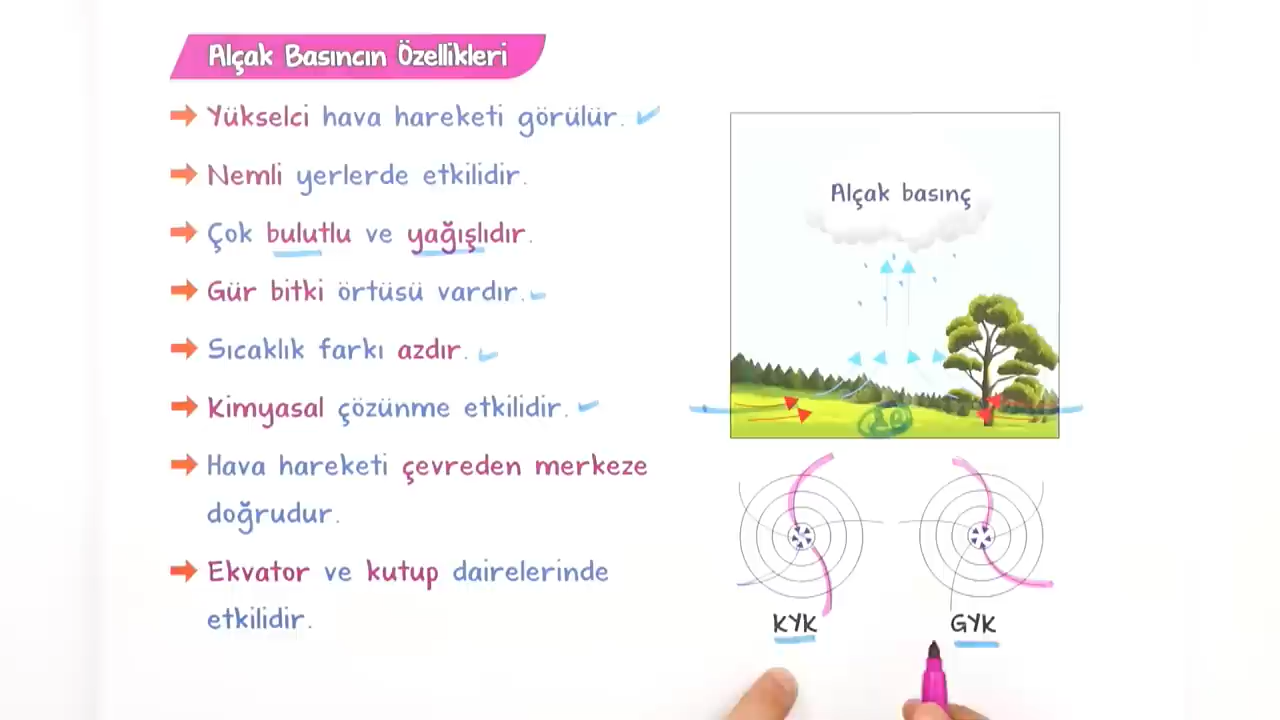 Alçak Basıncın Özellikleri
Yükselci hava hareketi görülür.
Nemli yerlerde etkilidir.
Çok bulutlu ve yağışlıdır.
Gür bitki örtüsü vardır.
Sıcaklık farkı azdır.
Kimyasal çözünme etkilidir.
Hava hareketi çevreden merkeze
doğrudur.
Ekvator ve kutup dairelerinde
etkilidir.
Alçak basınç
KYK
GYK